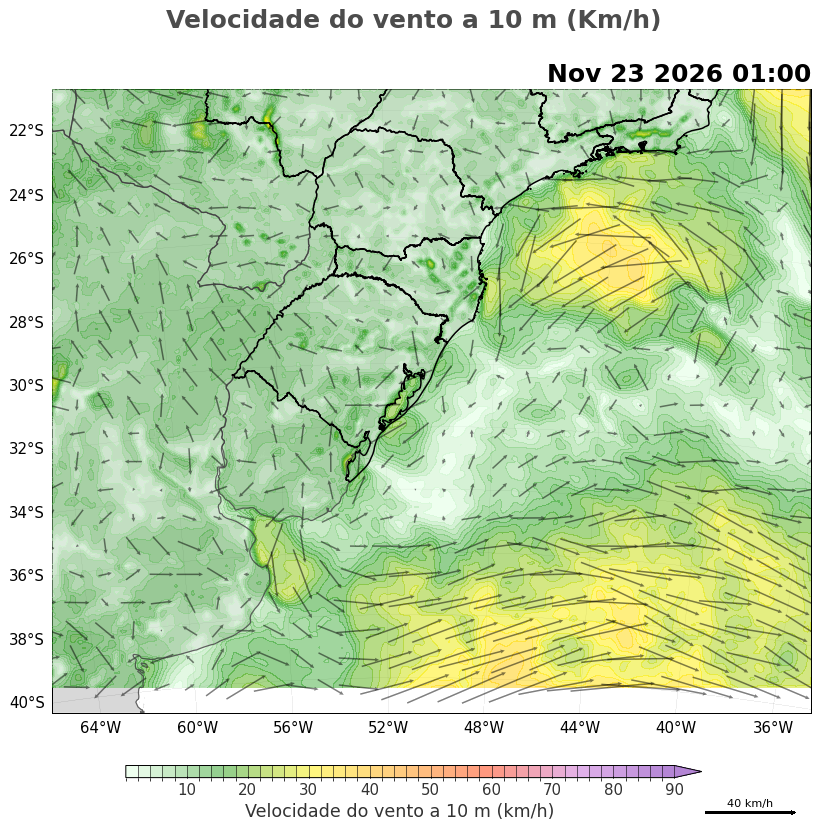 Velocidade do vento a 10 m (Km/h)
Nov 23 2026 01:00
22°S
24°S
26°S
28°S
30°S
32°S
34°S
36°S
38°S
40°S
64°W 60°W 56°W 52°W 48°W 44°W 40°W 36°W
10 20 30 40 50 60 70 80 90
Velocidade do vento a 10 m (km/h)
40 km/h